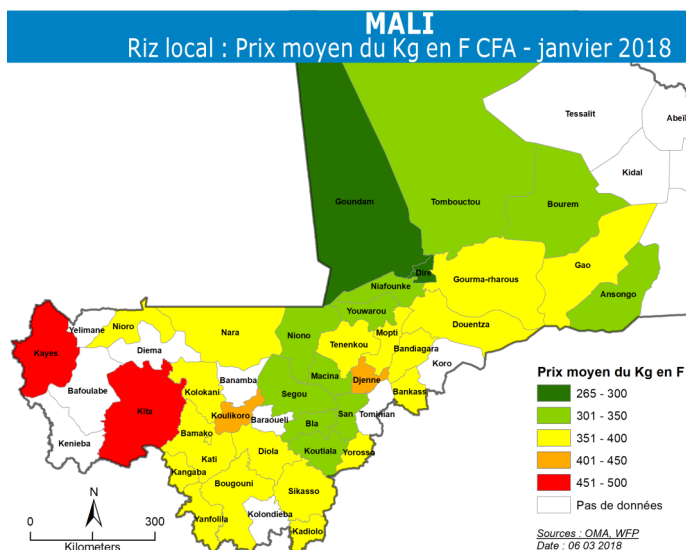 MALI
Riz local : Prix moyen du Kg en F CFA - janvier 2018
Tessalit
Abeï
Kidal
Goundam
Tombouctou
Bourem
Dire
Gao
Gourma-rharous
Niafounke
Ansongo
Youwarou
Yelimane
Nioro
Nara
Douentza
Mopti
Niono
Tenenkou
Kayes
Diema
Bandiagara
Koro
Macina
Banamba
Djenne
Bafoulabe
Kolokani
Segou
Bankass
Kita
Koulikoro
San
Tominian
Baraoueli
Bla
Bamako
Kenieba
Kati
Diola
Koutiala
Yorosso
Kangaba
Bougouni
Sikasso
Kolondieba
Yanfolila
Kadiolo
Prix moyen du Kg en F
265 - 300
301 - 350
351 - 400
401 - 450
451 - 500
Pas de données
N
0 300
Kilometers
Sources : OMA, WFP
Date : 06 03 2018